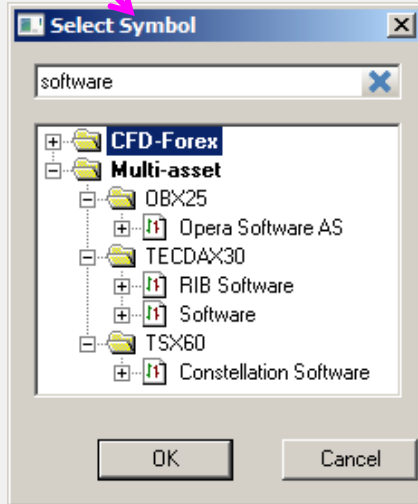 Select Symbol
software
CFD-Forex
Multi-asset
OBX25
Opera Software AS
TECDAX30
RIB Software
Software
TSX60
Constellation Software
OK Cancel